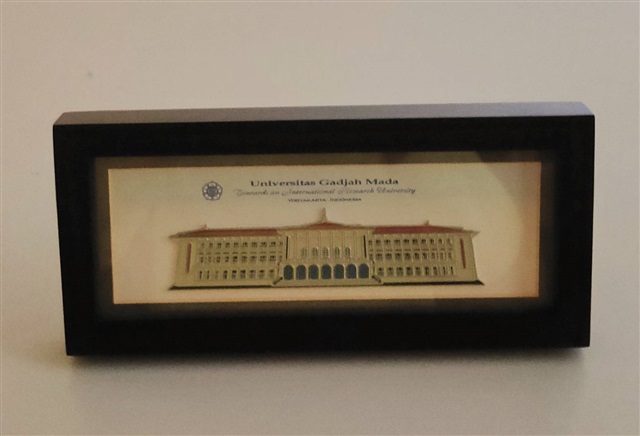 Universitas Gadjah Mada
Towards an International Research University
YOGYAKARTA - INDONESIA